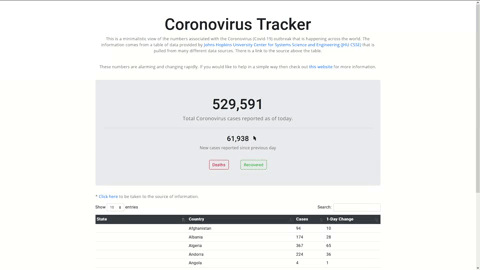 Coronovirus Tracker
This is a minimalistic view of the numbers associated with the Coronovirus (Covid-19) outbreak that is happening across the world. The
information comes from a table of data provided by Johns Hopkins University Center for Systems Science and Engineering (JHU CSSE) that is
pulled from many different data sources. There is a link to the source above the table.
These numbers are alarming and changing rapidly. If you would like to help in a simple way then check out this website for more information.
529,591
Total Coronovirus cases reported as of today.
61,938
New cases reported since previous day
Deaths
Recovered
* Click here to be taken to the source of information.
Show 10 entries
Search:
State Country Cases 1-Day Change
Afghanistan 94 10
Albania 174 28
Algeria 367 65
Andorra 224 36
Angola 4 1